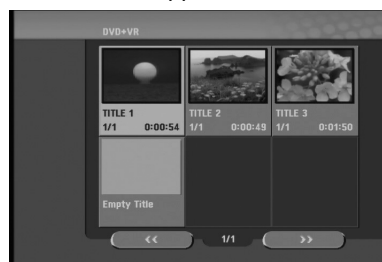 DVD+VR
TITLE 1
1/1 0:00:54
TITLE 2
1/1 0:00:49
TITLE 3
1/1 0:01:50
Empty Title
<< 1/1 >>